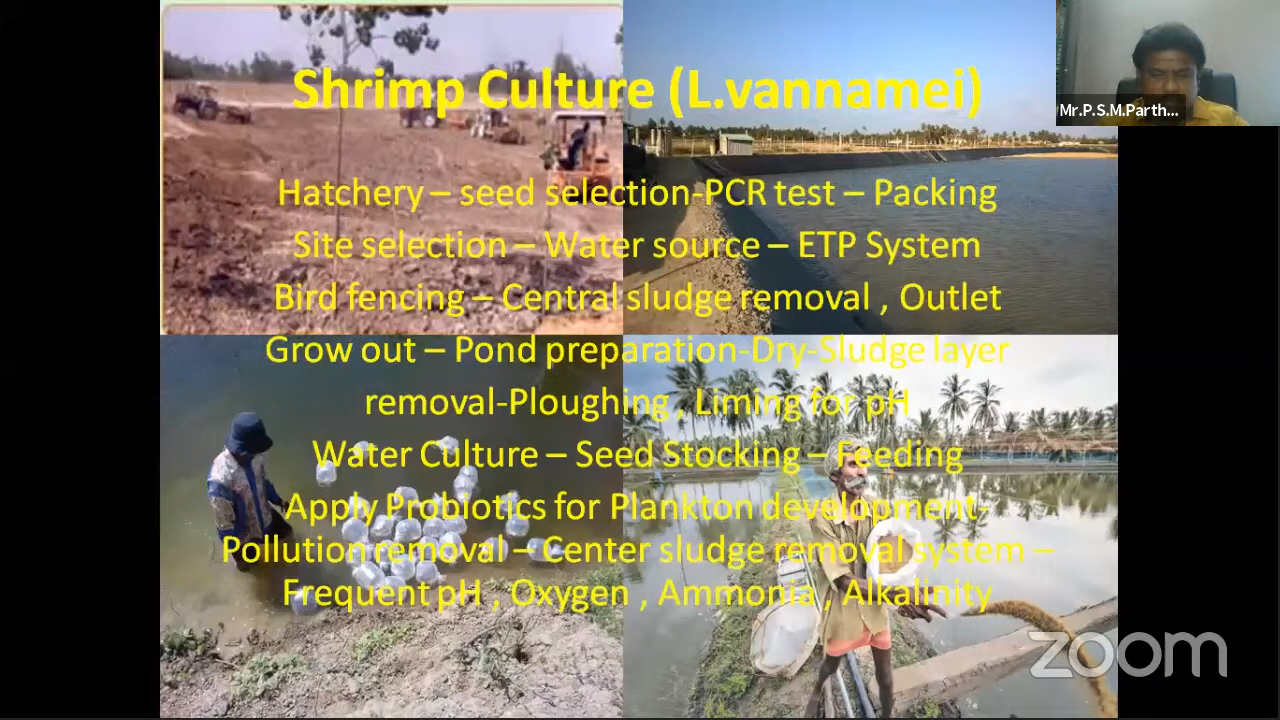 Shrimp Culture (L.vannamei)
Mr.P.S.M.Parth...
Hatchery – seed selection-PCR test – Packing
Site selection – Water source – ETP System
Bird fencing – Central sludge removal , Outlet
Grow out – Pond preparation-Dry-Sludge layer
removal-Ploughing , Liming for pH
Water Culture – Seed Stocking – Feeding
Apply Probiotics for Plankton development-
Pollution removal – Center sludge removal system –
Frequent pH , Oxygen , Ammonia , Alkalinity
zoom